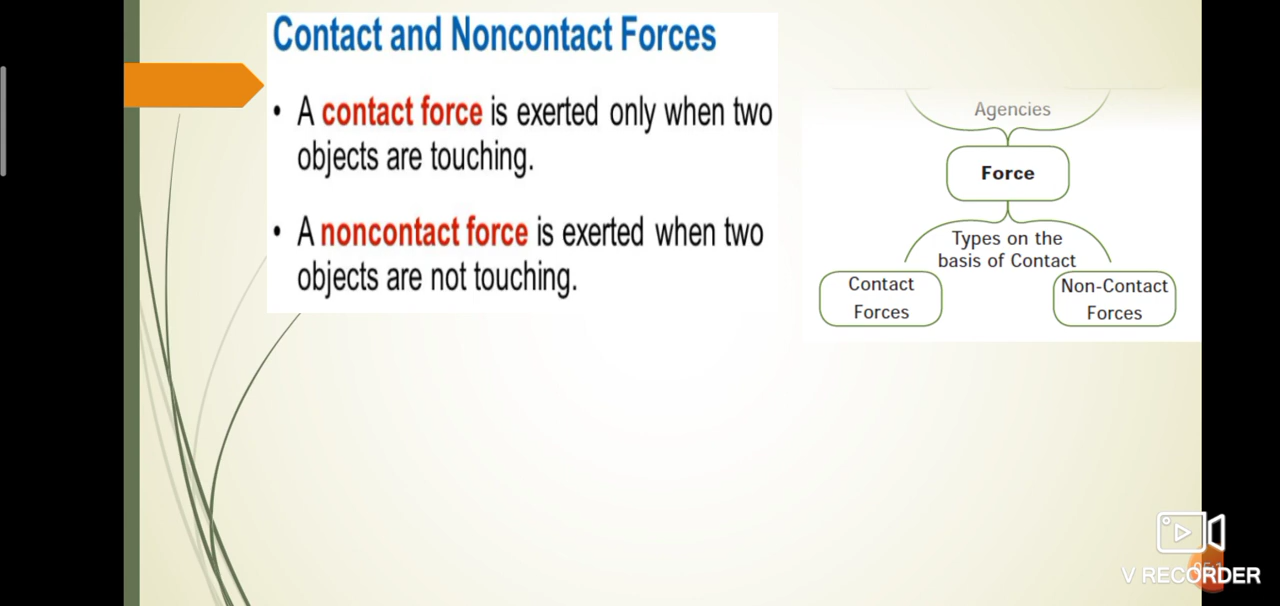 Contact and Noncontact Forces
• A contact force is exerted only when two
objects are touching.
• A noncontact force is exerted when two
objects are not touching.
Agencies
Force
Types on the
basis of Contact
Contact
Forces
Non-Contact
Forces
V RECORDER